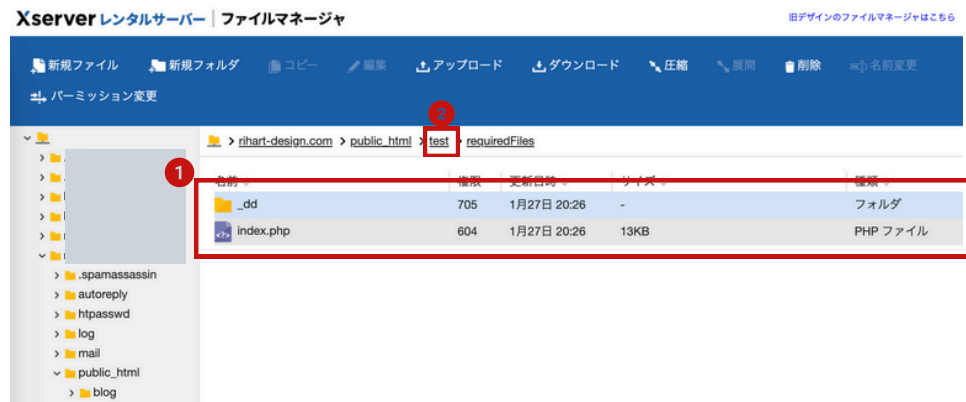 Xserver レンタルサーバー | ファイルマネージャ
旧デザインのファイルマネージャはこちら
新規ファイル 新規フォルダ コピー 編集 アップロード ダウンロード 圧縮 展開 削除 名前変更
パーミッション変更
2
rihart-design.com > public_html > test > requiredFiles
1
名前 権限 更新日時 サイズ 種類
_dd 705 1月27日 20:26 - フォルダ
index.php 604 1月27日 20:26 13KB PHP ファイル
.spamassassin
autoreply
htpasswd
log
mail
public_html
blog